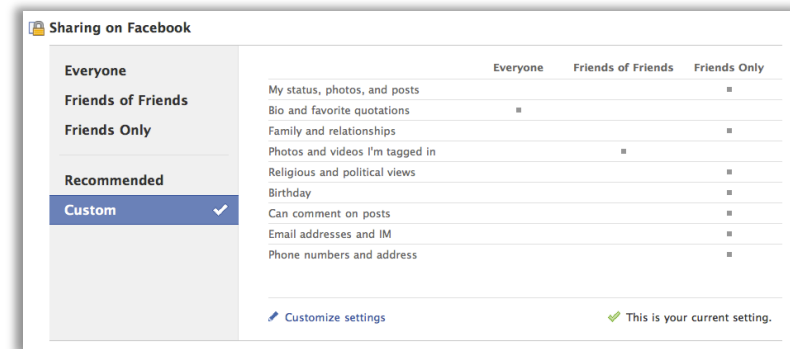 Sharing on Facebook
Everyone
Friends of Friends
Friends Only
Recommended
Custom
Everyone Friends of Friends Friends Only
My status, photos, and posts
Bio and favorite quotations
Family and relationships
Photos and videos I'm tagged in
Religious and political views
Birthday
Can comment on posts
Email addresses and IM
Phone numbers and address
Customize settings This is your current setting.